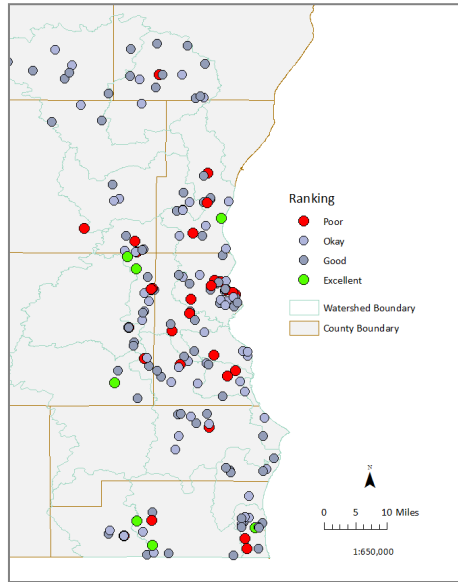 Ranking
Poor
Okay
Good
Excellent
Watershed Boundary
County Boundary
N
0 5 10 Miles
1:650,000